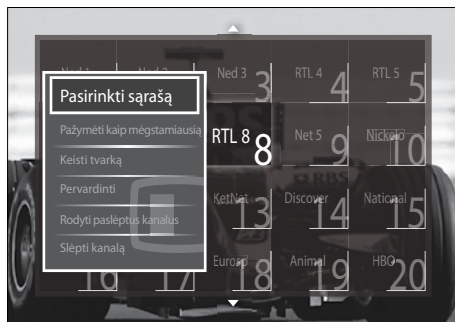 Ned 3 3
RTL 4 4
RTL 5 5
Pasirinkti sąrašą
Pažymėti kaip mėgstamiausią
Keisti tvarką
Pervardinti
Rodyti paslėptus kanalus
Slėpti kanalą
RTL 8 8
Net 5 9
10
RBS
KetNet 13
Discover 14
National 15
16
17
Eurosp 18
Animal 19
HBO 20